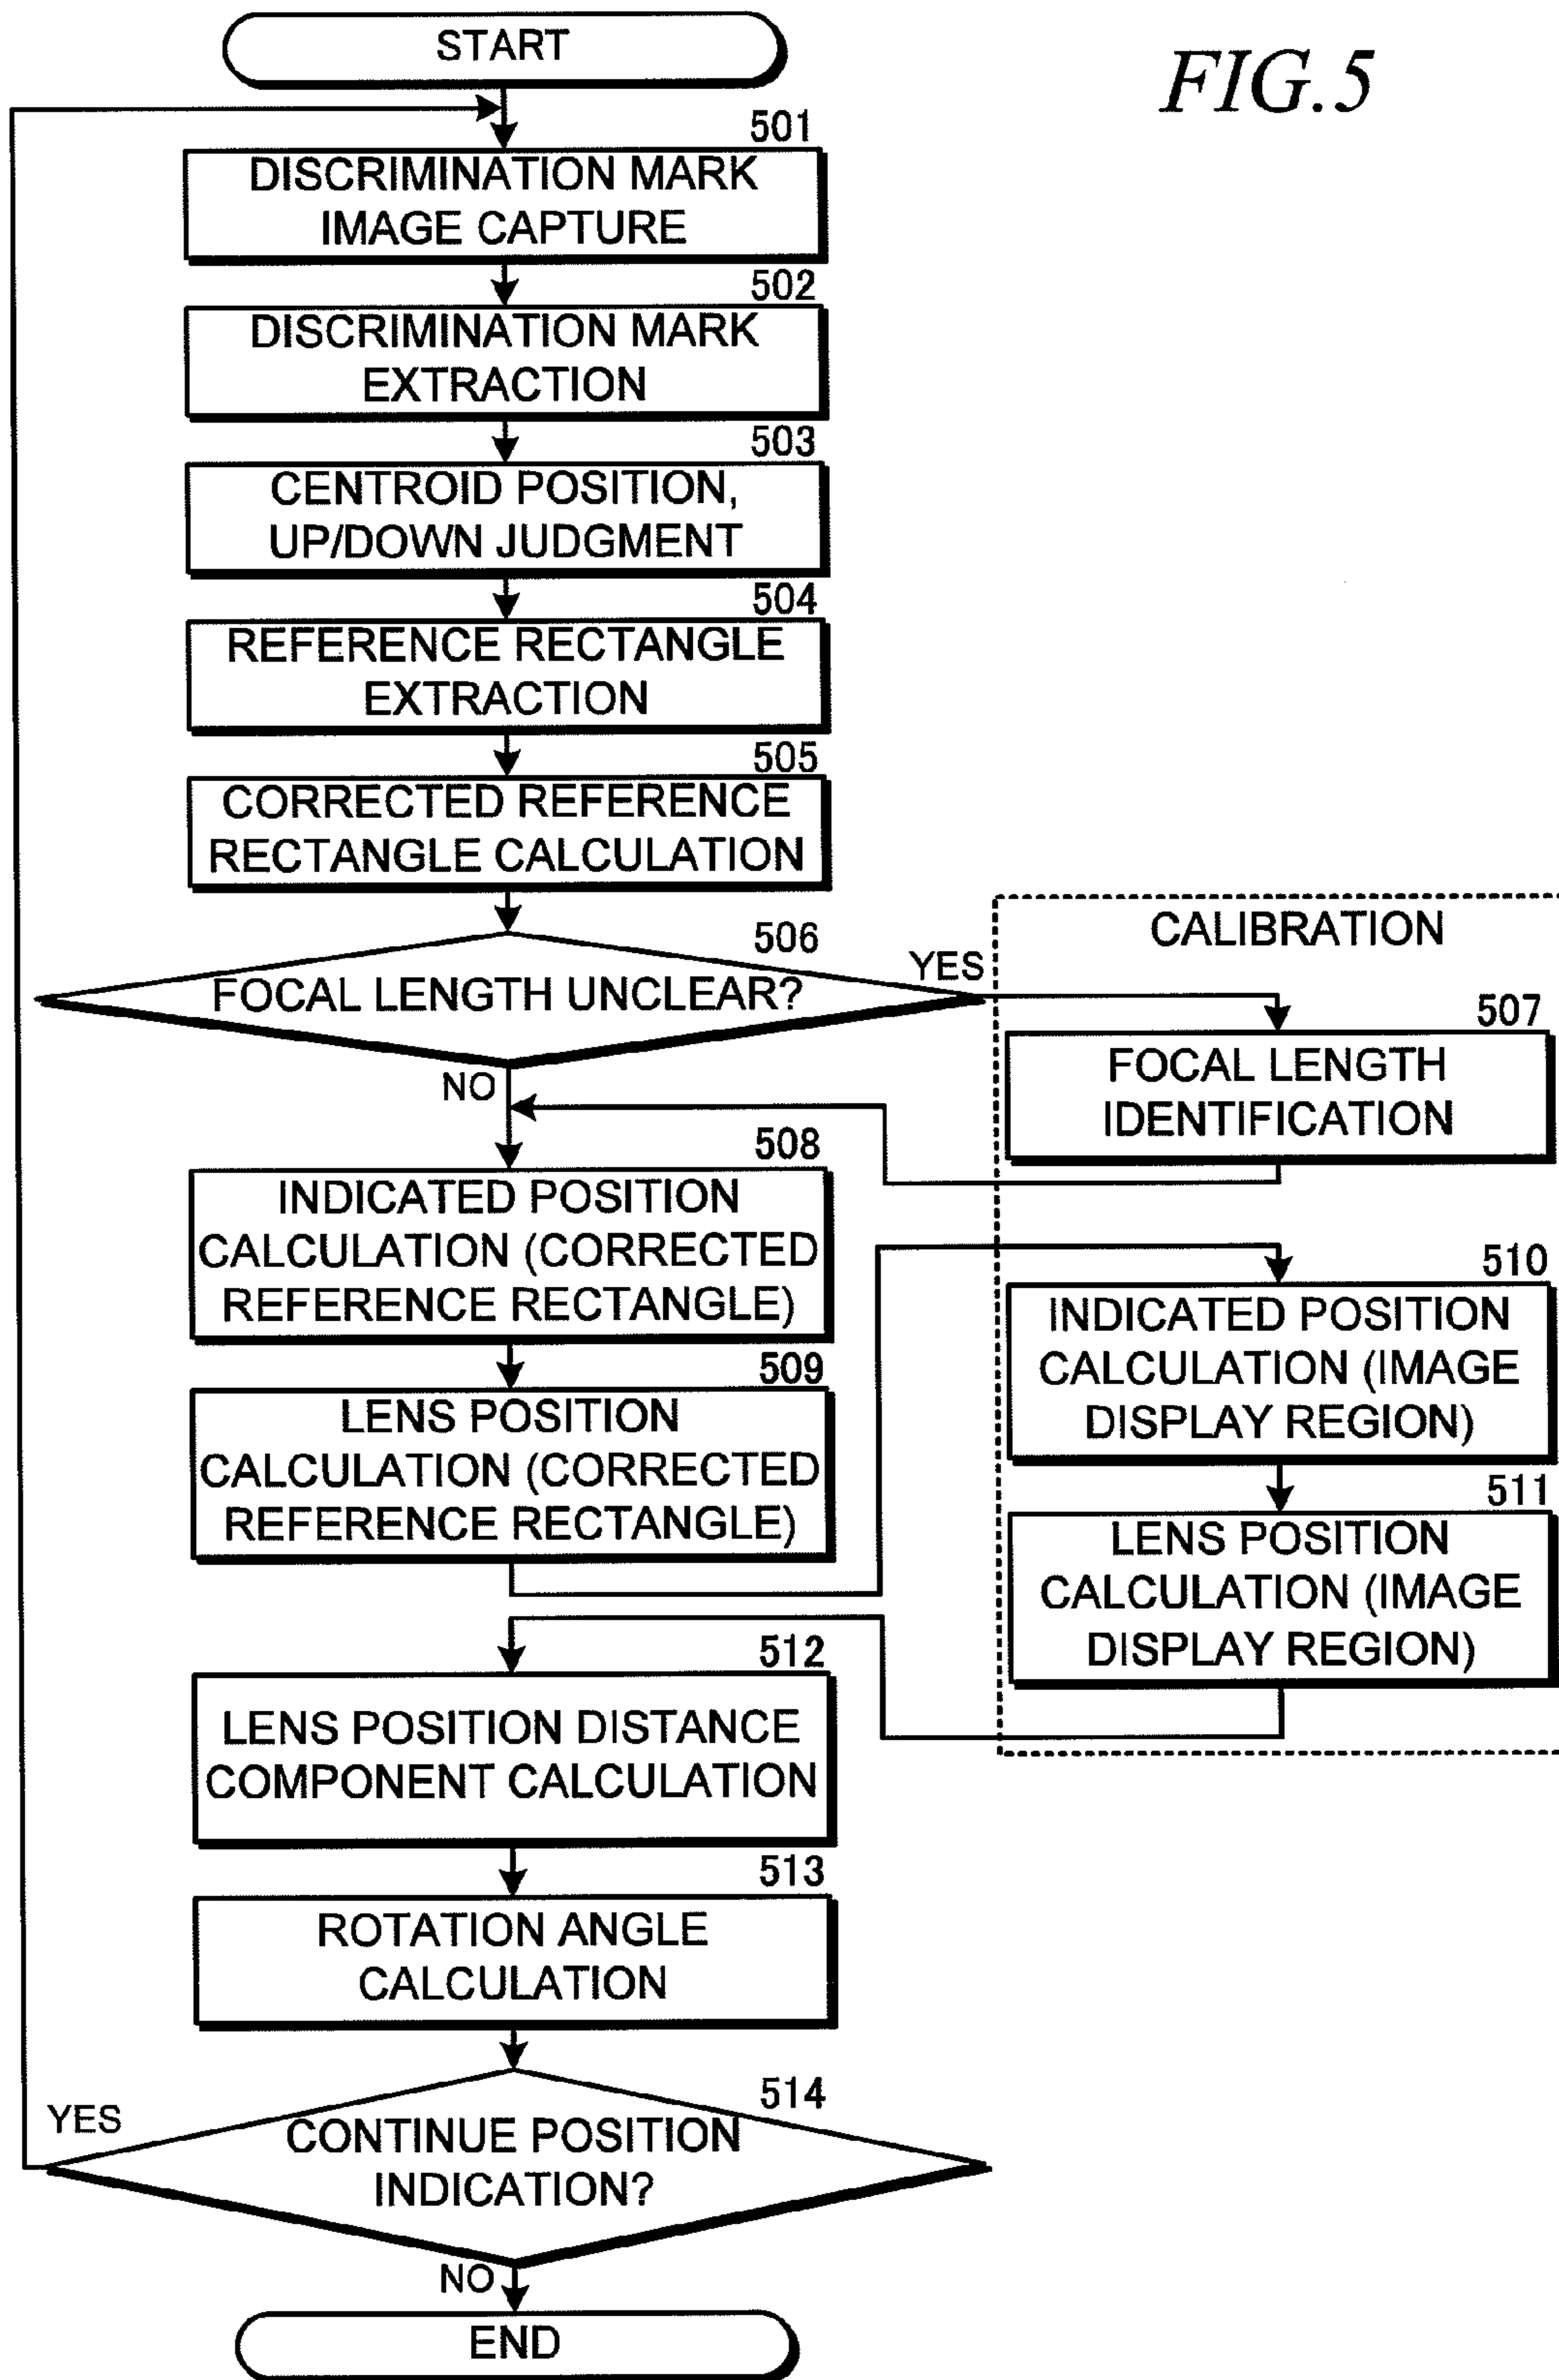 START
FIG.5
501
DISCRIMINATION MARK
IMAGE CAPTURE
502
DISCRIMINATION MARK
EXTRACTION
503
CENTROID POSITION,
UP/DOWN JUDGMENT
504
REFERENCE RECTANGLE
EXTRACTION
505
CORRECTED REFERENCE
RECTANGLE CALCULATION
506
FOCAL LENGTH UNCLEAR?
YES
NO
CALIBRATION
507
FOCAL LENGTH
IDENTIFICATION
508
INDICATED POSITION
CALCULATION (CORRECTED
REFERENCE RECTANGLE)
509
LENS POSITION
CALCULATION (CORRECTED
REFERENCE RECTANGLE)
510
INDICATED POSITION
CALCULATION (IMAGE
DISPLAY REGION)
511
LENS POSITION
CALCULATION (IMAGE
DISPLAY REGION)
512
LENS POSITION DISTANCE
COMPONENT CALCULATION
513
ROTATION ANGLE
CALCULATION
514
YES
CONTINUE POSITION
INDICATION?
NO
END